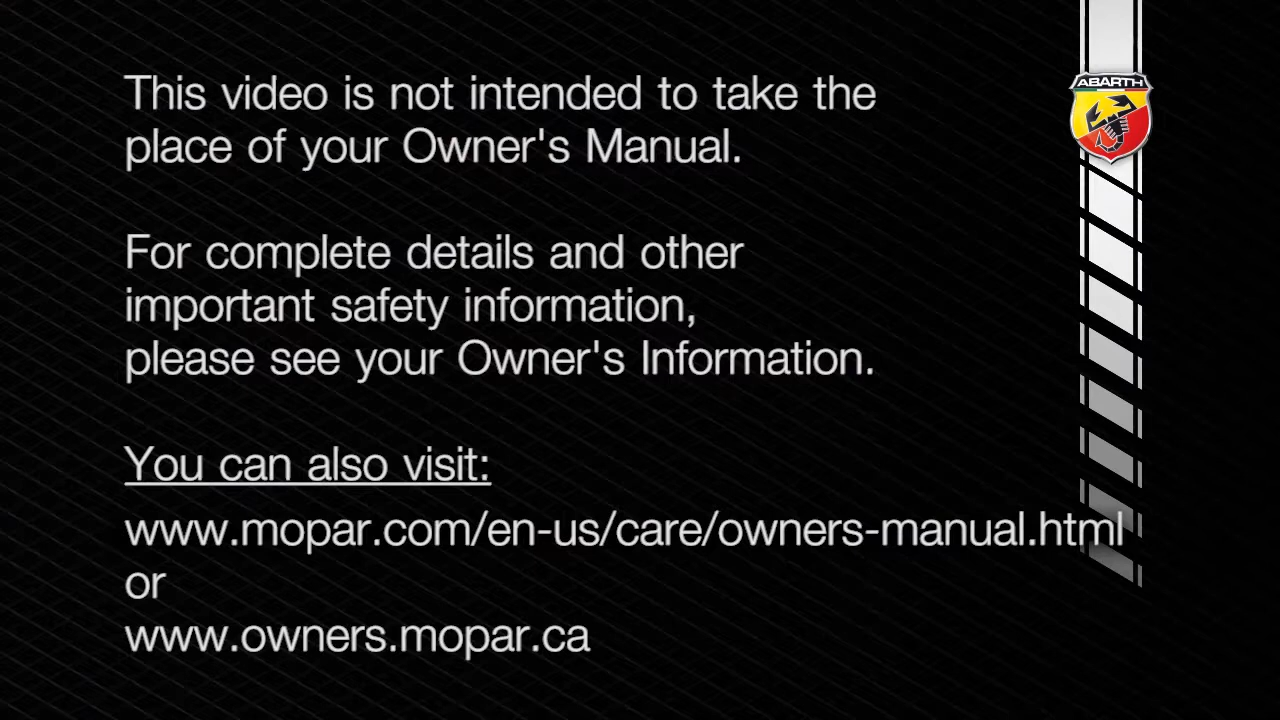 This video is not intended to take the
place of your Owner's Manual.
ABARTH
For complete details and other
important safety information,
please see your Owner's Information.
You can also visit:
www.mopar.com/en-us/care/owners-manual.html
or
www.owners.mopar.ca